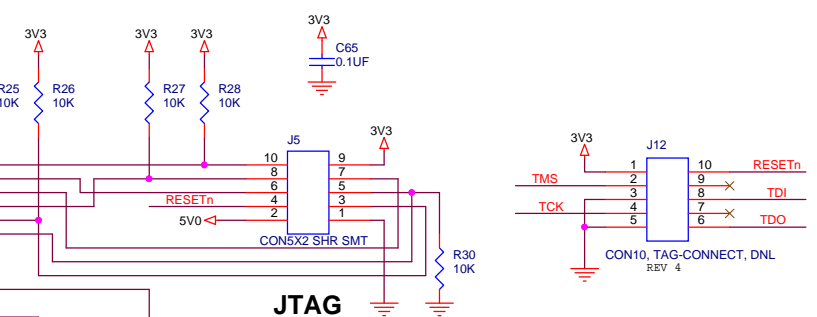 3V3
3V3 3V3
3V3
C65
0.1UF
R25
10K
R26
10K
R27
10K
R28
10K
J5
3V3
10 9
8 7
6 5
4 3
2 1
RESETn
5V0
CON5X2 SHR SMT
R30
10K
JTAG
3V3
J12
1 10
2 9
3 8
4 7
5 6
TMS
TCK
RESETn
TDI
TDO
CON10, TAG-CONNECT, DNL
REV 4